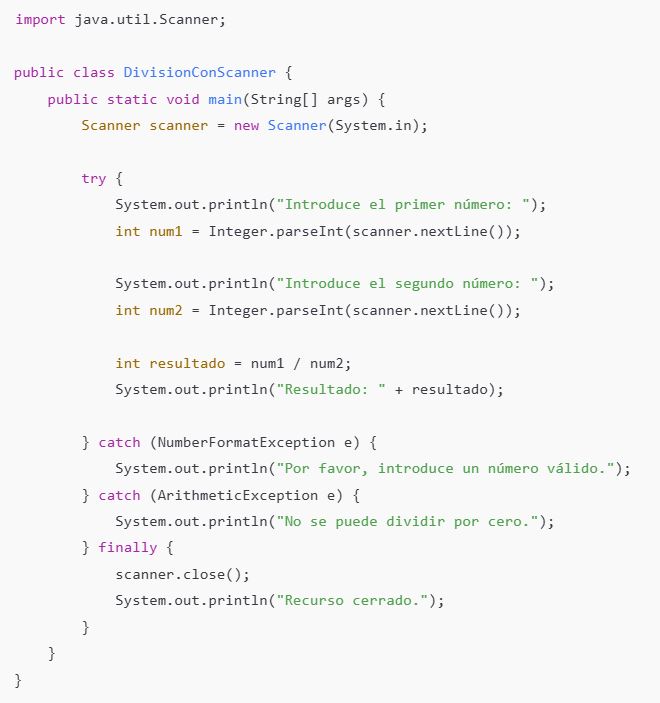 import java.util.Scanner;

public class DivisionConScanner {
    public static void main(String[] args) {
        Scanner scanner = new Scanner(System.in);

        try {
            System.out.println("Introduce el primer número: ");
            int num1 = Integer.parseInt(scanner.nextLine());

            System.out.println("Introduce el segundo número: ");
            int num2 = Integer.parseInt(scanner.nextLine());

            int resultado = num1 / num2;
            System.out.println("Resultado: " + resultado);

        } catch (NumberFormatException e) {
            System.out.println("Por favor, introduce un número válido.");
        } catch (ArithmeticException e) {
            System.out.println("No se puede dividir por cero.");
        } finally {
            scanner.close();
            System.out.println("Recurso cerrado.");
        }
    }
}